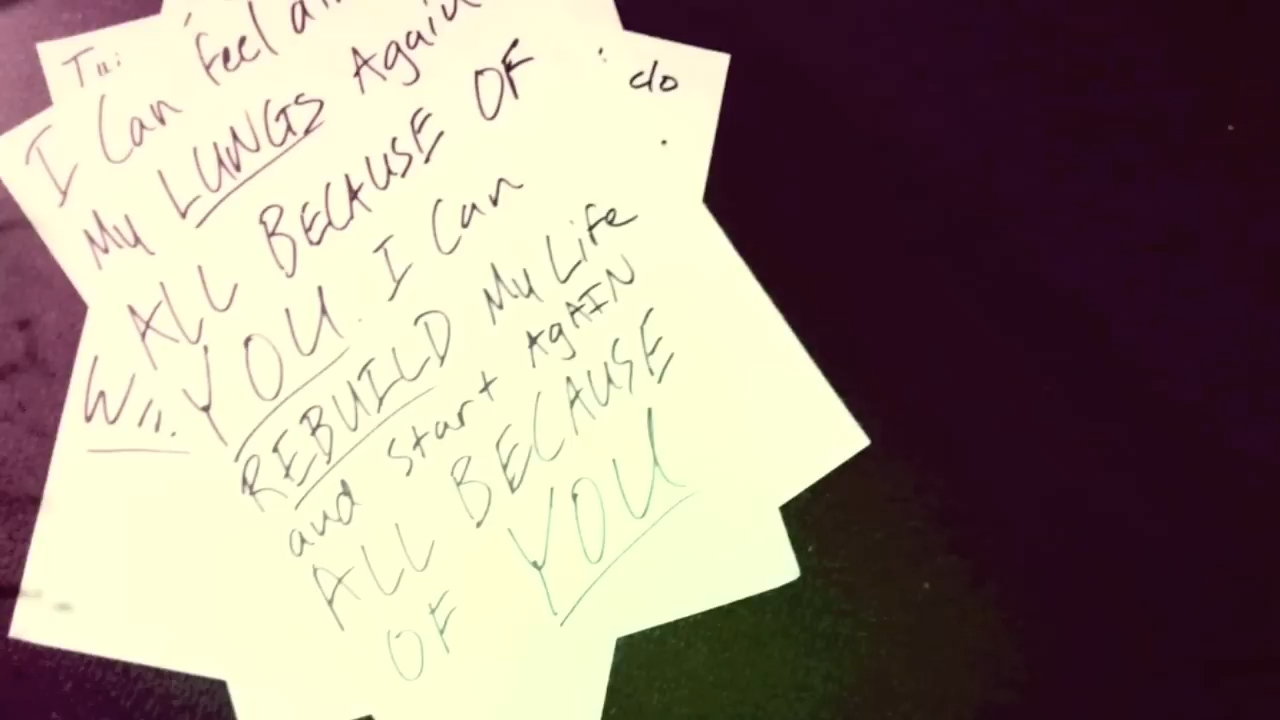 I Can feel
My LUNGS Again
ALL BECAUSE OF
YOU. I Can
REBUILD My Life
and start AgAIN
ALL BECAUSE
OF YOU
c/o